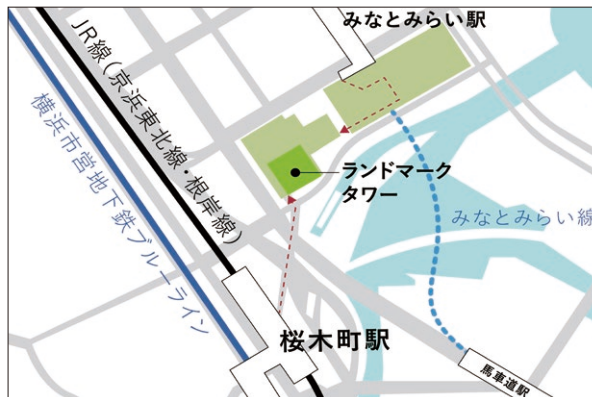 みなとみらい駅
JR線（京浜東北線・根岸線）
横浜市営地下鉄ブルーライン
ランドマーク
タワー
みなとみらい線
桜木町駅
馬車道駅